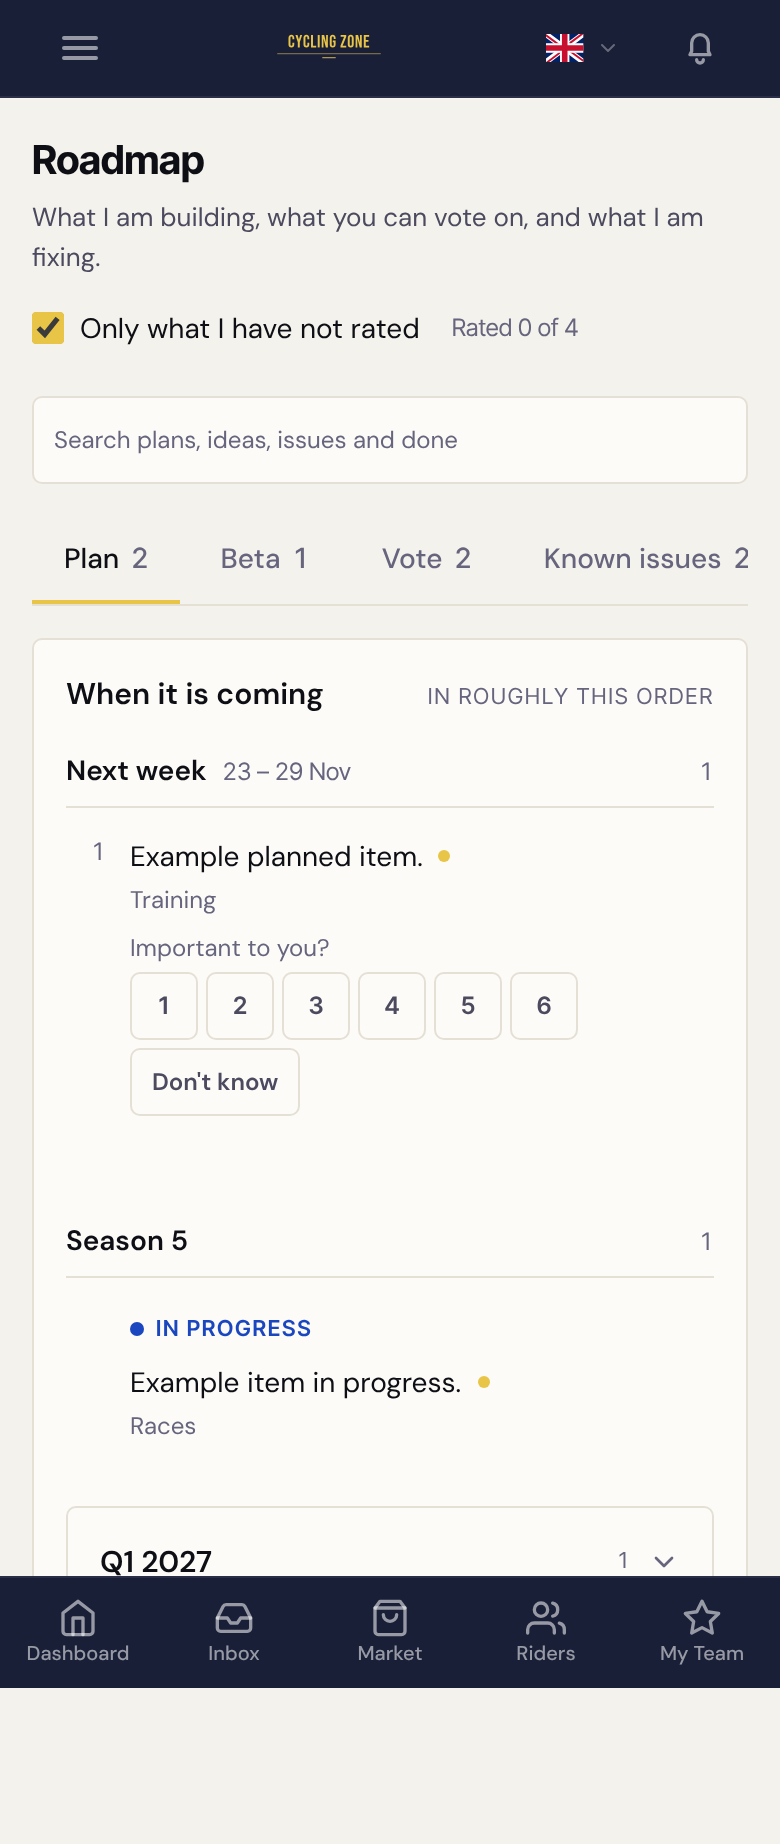 CYCLING ZONE
Roadmap
What I am building, what you can vote on, and what I am
fixing.
Only what I have not rated Rated 0 of 4
Search plans, ideas, issues and done
Plan 2 Beta 1 Vote 2 Known issues 2
When it is coming IN ROUGHLY THIS ORDER
Next week 23 – 29 Nov 1
1 Example planned item.
Training
Important to you?
1 2 3 4 5 6
Don't know
Season 5 1
IN PROGRESS
Example item in progress.
Races
Q1 2027 1
Dashboard Inbox Market Riders My Team